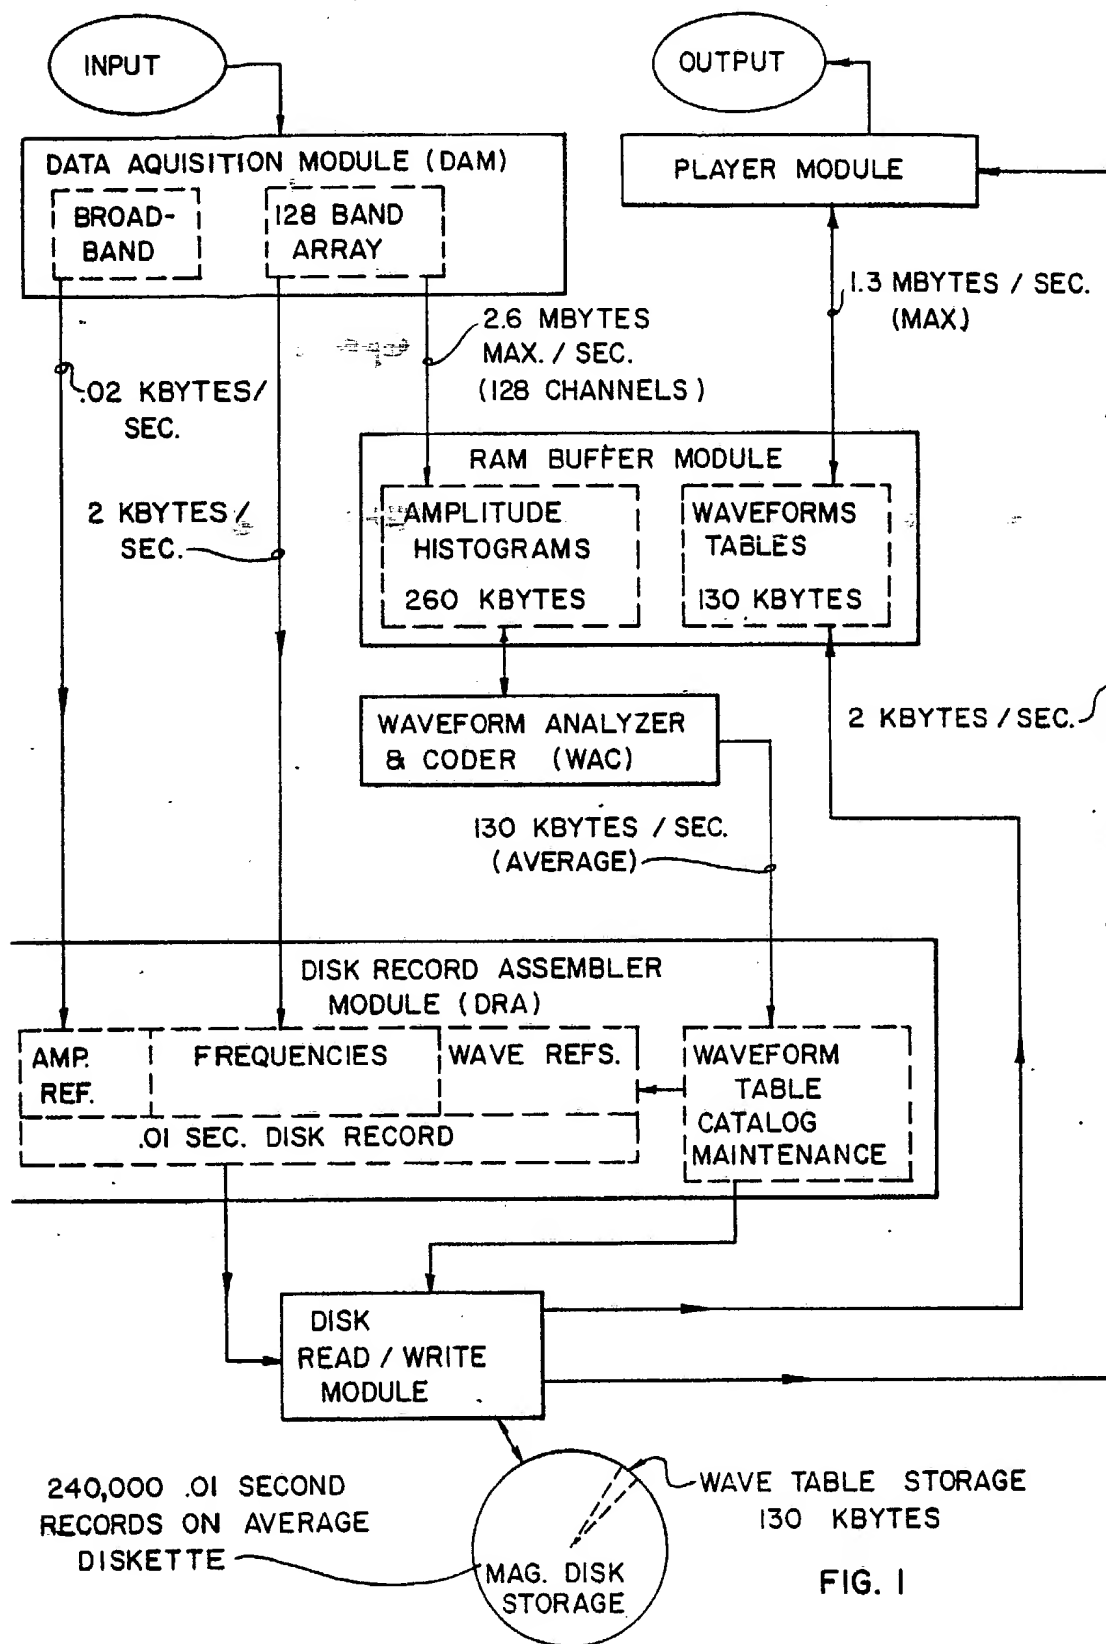 INPUT
OUTPUT
DATA AQUISITION MODULE (DAM)
BROAD-
BAND
128 BAND
ARRAY
PLAYER MODULE
1.3 MBYTES / SEC.
(MAX.)
2.6 MBYTES
MAX. / SEC.
(128 CHANNELS)
.02 KBYTES/
SEC.
2 KBYTES/
SEC.
RAM BUFFER MODULE
AMPLITUDE
HISTOGRAMS
260 KBYTES
WAVEFORMS
TABLES
130 KBYTES
WAVEFORM ANALYZER
& CODER (WAC)
2 KBYTES/SEC.
130 KBYTES / SEC.
(AVERAGE)
DISK RECORD ASSEMBLER
MODULE (DRA)
AMP.
REF.
FREQUENCIES
WAVE REFS.
.01 SEC. DISK RECORD
WAVEFORM
TABLE
CATALOG
MAINTENANCE
DISK
READ / WRITE
MODULE
240,000 .01 SECOND
RECORDS ON AVERAGE
DISKETTE
WAVE TABLE STORAGE
130 KBYTES
MAG. DISK
STORAGE
FIG. 1